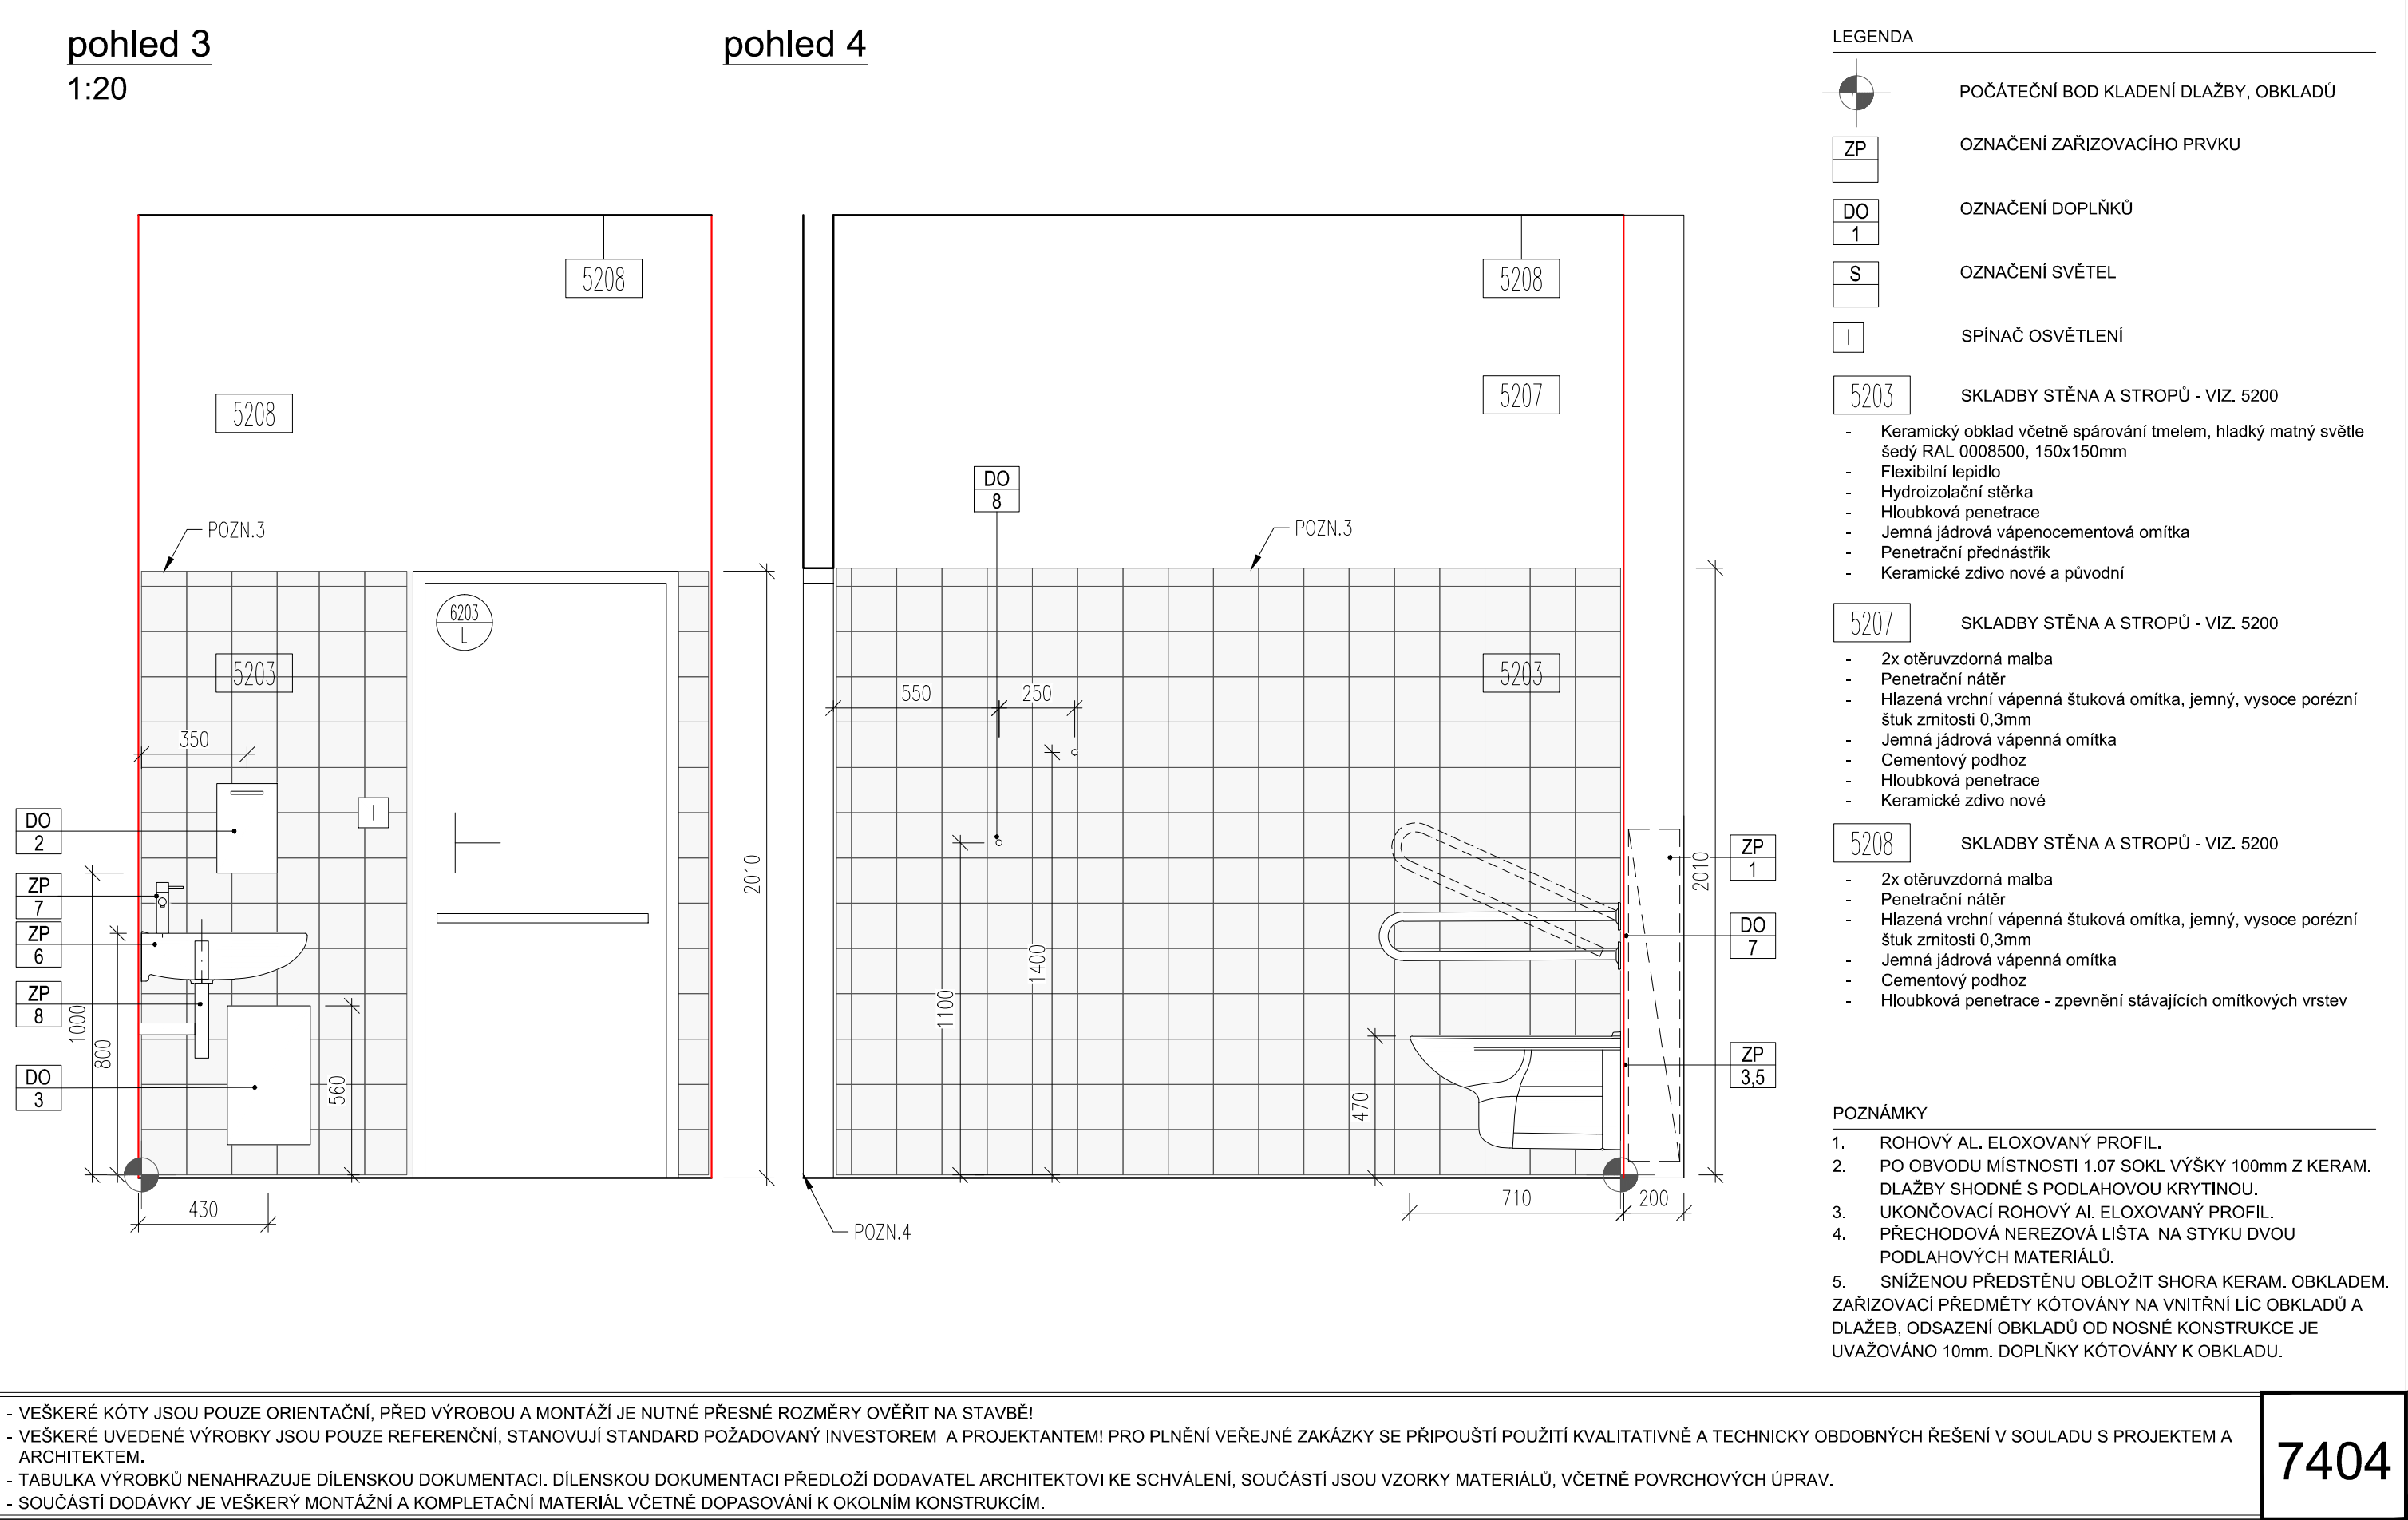 pohled 3
1:20
pohled 4
5208
5208
POZN.3
5203
6203
L
350
DO
2
ZP
7
ZP
6
ZP
8
DO
3
1000
800
560
430
2010
5208
5207
DO
8
POZN.3
5203
550
250
1100
1400
470
2010
ZP
1
DO
7
ZP
3,5
710
200
POZN.4
LEGENDA
POČÁTEČNÍ BOD KLADENÍ DLAŽBY, OBKLADŮ
ZP
OZNAČENÍ ZAŘIZOVACÍHO PRVKU
DO
1
OZNAČENÍ DOPLŇKŮ
S
OZNAČENÍ SVĚTEL
SPÍNAČ OSVĚTLENÍ
5203
SKLADBY STĚNA A STROPŮ - VIZ. 5200
- Keramický obklad včetně spárování tmelem, hladký matný světle
šedý RAL 0008500, 150x150mm
- Flexibilní lepidlo
- Hydroizolační stěrka
- Hloubková penetrace
- Jemná jádrová vápenocementová omítka
- Penetrační přednástřik
- Keramické zdivo nové a původní
5207
SKLADBY STĚNA A STROPŮ - VIZ. 5200
- 2x otěruvzdorná malba
- Penetrační nátěr
- Hlazená vrchní vápenná štuková omítka, jemný, vysoce porézní
štuk zrnitosti 0,3mm
- Jemná jádrová vápenná omítka
- Cementový podhoz
- Hloubková penetrace
- Keramické zdivo nové
5208
SKLADBY STĚNA A STROPŮ - VIZ. 5200
- 2x otěruvzdorná malba
- Penetrační nátěr
- Hlazená vrchní vápenná štuková omítka, jemný, vysoce porézní
štuk zrnitosti 0,3mm
- Jemná jádrová vápenná omítka
- Cementový podhoz
- Hloubková penetrace - zpevnění stávajících omítkových vrstev
POZNÁMKY
1. ROHOVÝ AL. ELOXOVANÝ PROFIL.
2. PO OBVODU MÍSTNOSTI 1.07 SOKL VÝŠKY 100mm Z KERAM.
DLAŽBY SHODNÉ S PODLAHOVOU KRYTINOU.
3. UKONČOVACÍ ROHOVÝ Al. ELOXOVANÝ PROFIL.
4. PŘECHODOVÁ NEREZOVÁ LIŠTA NA STYKU DVOU
PODLAHOVÝCH MATERIÁLŮ.
5. SNÍŽENOU PŘEDSTĚNU OBLOŽIT SHORA KERAM. OBKLADEM.
ZAŘIZOVACÍ PŘEDMĚTY KÓTOVÁNY NA VNITŘNÍ LÍC OBKLADŮ A
DLAŽEB, ODSAZENÍ OBKLADŮ OD NOSNÉ KONSTRUKCE JE
UVAŽOVÁNO 10mm. DOPLŇKY KÓTOVÁNY K OBKLADU.
- VEŠKERÉ KÓTY JSOU POUZE ORIENTAČNÍ, PŘED VÝROBOU A MONTÁŽÍ JE NUTNÉ PŘESNÉ ROZMĚRY OVĚŘIT NA STAVBĚ!
- VEŠKERÉ UVEDENÉ VÝROBKY JSOU POUZE REFERENČNÍ, STANOVUJÍ STANDARD POŽADOVANÝ INVESTOREM A PROJEKTANTEM! PRO PLNĚNÍ VEŘEJNÉ ZAKÁZKY SE PŘIPOUŠTÍ POUŽITÍ KVALITATIVNĚ A TECHNICKY OBDOBNÝCH ŘEŠENÍ V SOULADU S PROJEKTEM A
ARCHITEKTEM.
- TABULKA VÝROBKŮ NENAHRAZUJE DÍLENSKOU DOKUMENTACI. DÍLENSKOU DOKUMENTACI PŘEDLOŽÍ DODAVATEL ARCHITEKTOVI KE SCHVÁLENÍ, SOUČÁSTÍ JSOU VZORKY MATERIÁLŮ, VČETNĚ POVRCHOVÝCH ÚPRAV.
- SOUČÁSTÍ DODÁVKY JE VEŠKERÝ MONTÁŽNÍ A KOMPLETAČNÍ MATERIÁL VČETNĚ DOPASOVÁNÍ K OKOLNÍM KONSTRUKCÍM.
7404